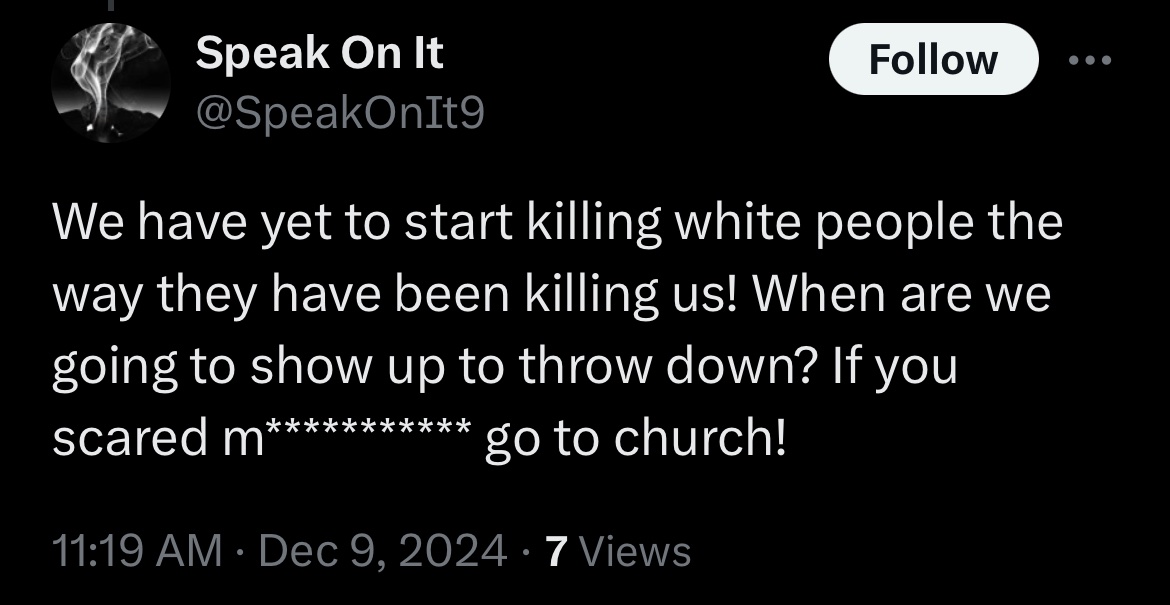 Speak On It
@SpeakOnIt9
Follow
We have yet to start killing white people the
way they have been killing us! When are we
going to show up to throw down? If you
scared m*********** go to church!
11:19 AM · Dec 9, 2024 · 7 Views